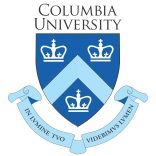 COLUMBIA
UNIVERSITY
IN LVMINE TVO
VIDEBIMVS LVMEN